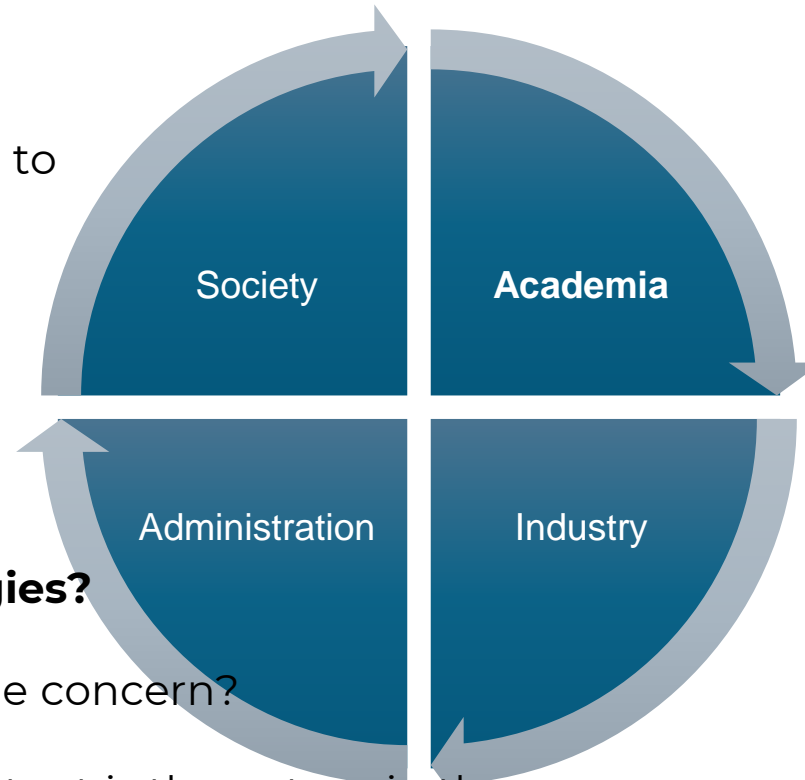 to
Society
Academia
Administration
Industry
gies?
e concern?